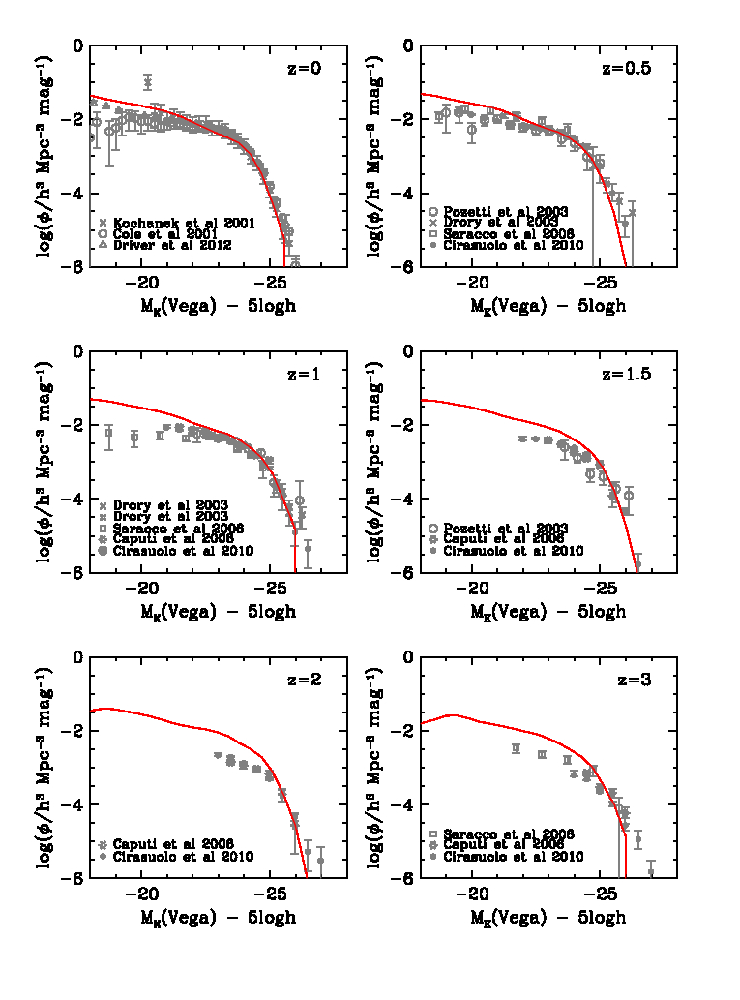 z=0
0
-2
-4
-6
log(ϕ/h³ Mpc⁻³ mag⁻¹)
Kochanek et al 2001
Cole et al 2001
Driver et al 2012
-20 -25
M_K(Vega) - 5logh
z=0.5
0
-2
-4
-6
log(ϕ/h³ Mpc⁻³ mag⁻¹)
Pozetti et al 2003
Drory et al 2003
Saracco et al 2006
Cirasuolo et al 2010
-20 -25
M_K(Vega) - 5logh
z=1
0
-2
-4
-6
log(ϕ/h³ Mpc⁻³ mag⁻¹)
Drory et al 2003
Drory et al 2003
Saracco et al 2006
Caputi et al 2006
Cirasuolo et al 2010
-20 -25
M_K(Vega) - 5logh
z=1.5
0
-2
-4
-6
log(ϕ/h³ Mpc⁻³ mag⁻¹)
Pozetti et al 2003
Caputi et al 2006
Cirasuolo et al 2010
-20 -25
M_K(Vega) - 5logh
z=2
0
-2
-4
-6
log(ϕ/h³ Mpc⁻³ mag⁻¹)
Caputi et al 2006
Cirasuolo et al 2010
-20 -25
M_K(Vega) - 5logh
z=3
0
-2
-4
-6
log(ϕ/h³ Mpc⁻³ mag⁻¹)
Saracco et al 2006
Caputi et al 2006
Cirasuolo et al 2010
-20 -25
M_K(Vega) - 5logh